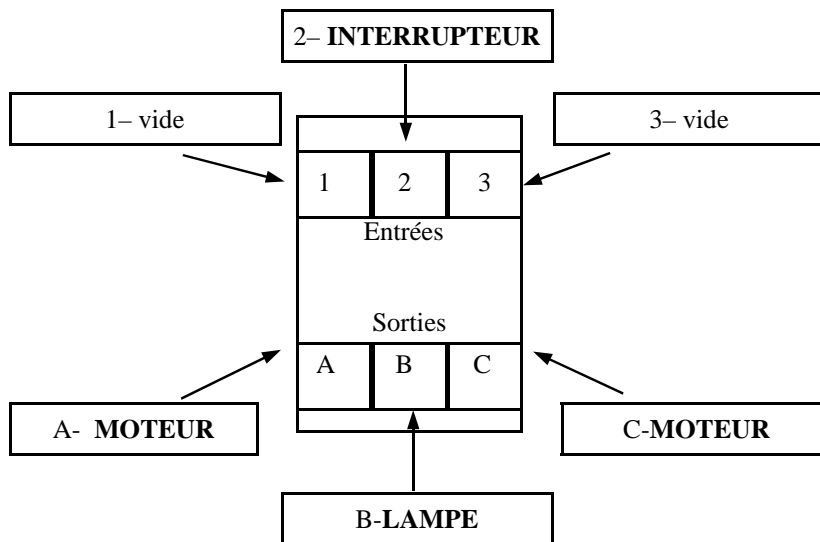 2– INTERRUPTEUR
1– vide
3– vide
1 2 3
Entrées
Sorties
A B C
A- MOTEUR
C-MOTEUR
B-LAMPE